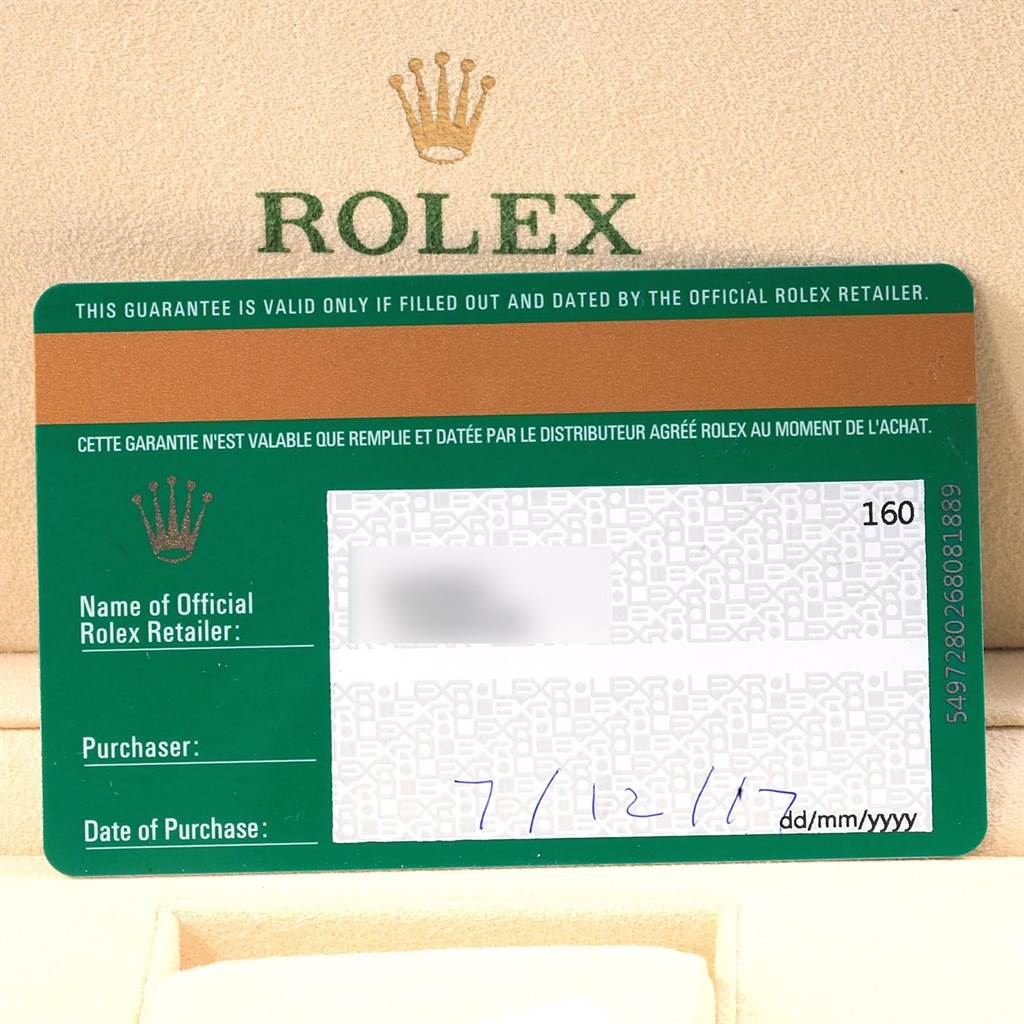 ROLEX
THIS GUARANTEE IS VALID ONLY IF FILLED OUT AND DATED BY THE OFFICIAL ROLEX RETAILER.
CETTE GARANTIE N'EST VALABLE QUE REMPLIE ET DATÉE PAR LE DISTRIBUTEUR AGRÉÉ ROLEX AU MOMENT DE L'ACHAT.
160
Name of Official
Rolex Retailer:
Purchaser:
Date of Purchase:
7/12/17
dd/mm/yyyy
5497280268081889